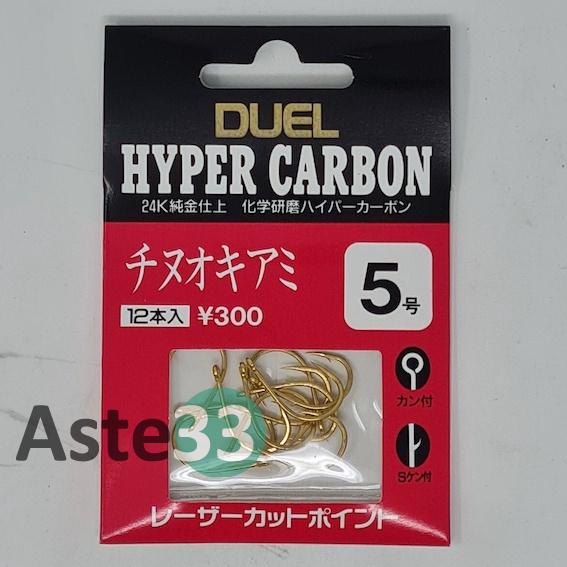 DUEL
HYPER CARBON
24K純金仕上 化学研磨ハイパーカーボン
チヌオキアミ
12本入 ¥300
5号
カン付
Sケン付
Aste33
レーザーカットポイント